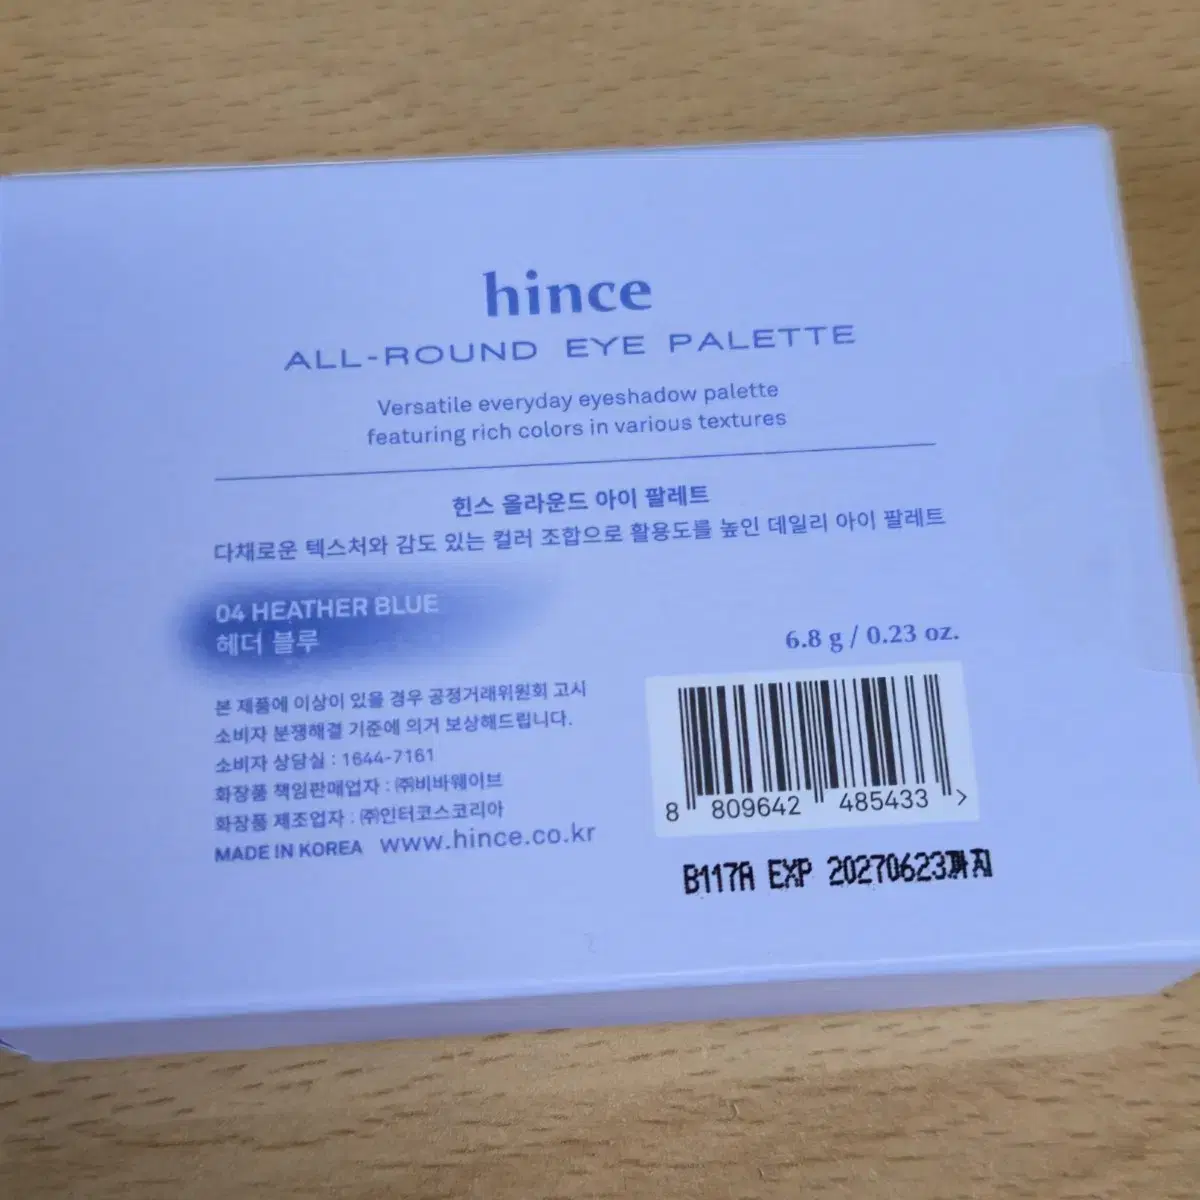 hince
ALL-ROUND EYE PALETTE
Versatile everyday eyeshadow palette
featuring rich colors in various textures
힌스 올라운드 아이 팔레트
다채로운 텍스처와 감도 있는 컬러 조합으로 활용도를 높인 데일리 아이 팔레트
04 HEATHER BLUE
헤더 블루
6.8 g / 0.23 oz.
본 제품에 이상이 있을 경우 공정거래위원회 고시
소비자 분쟁해결 기준에 의거 보상해드립니다.
소비자 상담실 : 1644-7161
화장품 책임판매업자 : ㈜비바웨이브
화장품 제조업자 : ㈜인터코스코리아
MADE IN KOREA www.hince.co.kr
8 809642 485433 >
B117A EXP 20270623까지